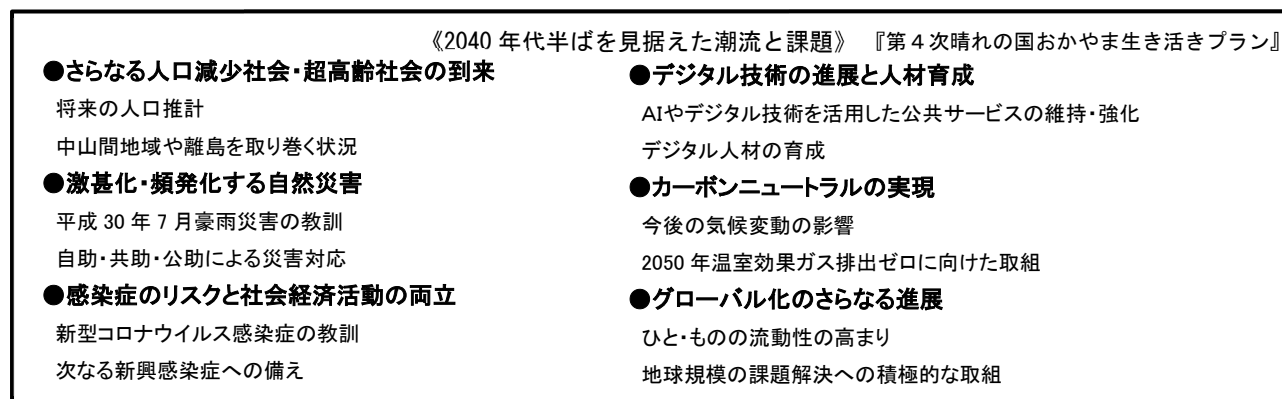 《2040 年代半ばを見据えた潮流と課題》 『第４次晴れの国おかやま生き活きプラン』
●さらなる人口減少社会・超高齢社会の到来
将来の人口推計
中山間地域や離島を取り巻く状況
●激甚化・頻発化する自然災害
平成 30 年 7 月豪雨災害の教訓
自助・共助・公助による災害対応
●感染症のリスクと社会経済活動の両立
新型コロナウイルス感染症の教訓
次なる新興感染症への備え
●デジタル技術の進展と人材育成
AIやデジタル技術を活用した公共サービスの維持・強化
デジタル人材の育成
●カーボンニュートラルの実現
今後の気候変動の影響
2050 年温室効果ガス排出ゼロに向けた取組
●グローバル化のさらなる進展
ひと・ものの流動性の高まり
地球規模の課題解決への積極的な取組